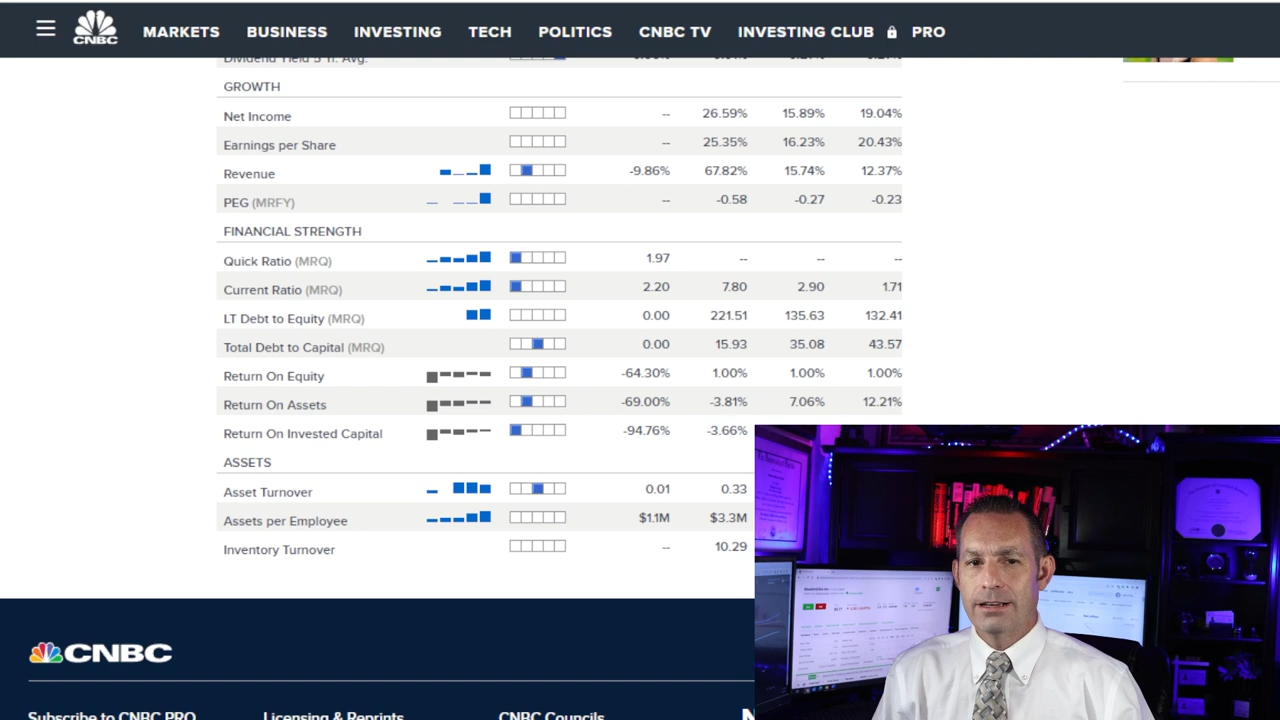 CNBC MARKETS BUSINESS INVESTING TECH POLITICS CNBC TV INVESTING CLUB PRO
Dividend Yield 5 Yr. Avg.
GROWTH
Net Income -- 26.59% 15.89% 19.04%
Earnings per Share -- 25.35% 16.23% 20.43%
Revenue -9.86% 67.82% 15.74% 12.37%
PEG (MRFY) -- -0.58 -0.27 -0.23
FINANCIAL STRENGTH
Quick Ratio (MRQ) 1.97 -- -- --
Current Ratio (MRQ) 2.20 7.80 2.90 1.71
LT Debt to Equity (MRQ) 0.00 221.51 135.63 132.41
Total Debt to Capital (MRQ) 0.00 15.93 35.08 43.57
Return On Equity -64.30% 1.00% 1.00% 1.00%
Return On Assets -69.00% -3.81% 7.06% 12.21%
Return On Invested Capital -94.76% -3.66%
ASSETS
Asset Turnover 0.01 0.33
Assets per Employee $1.1M $3.3M
Inventory Turnover -- 10.29
CNBC
Subscribe to CNBC PRO Licensing & Reprints CNBC Councils